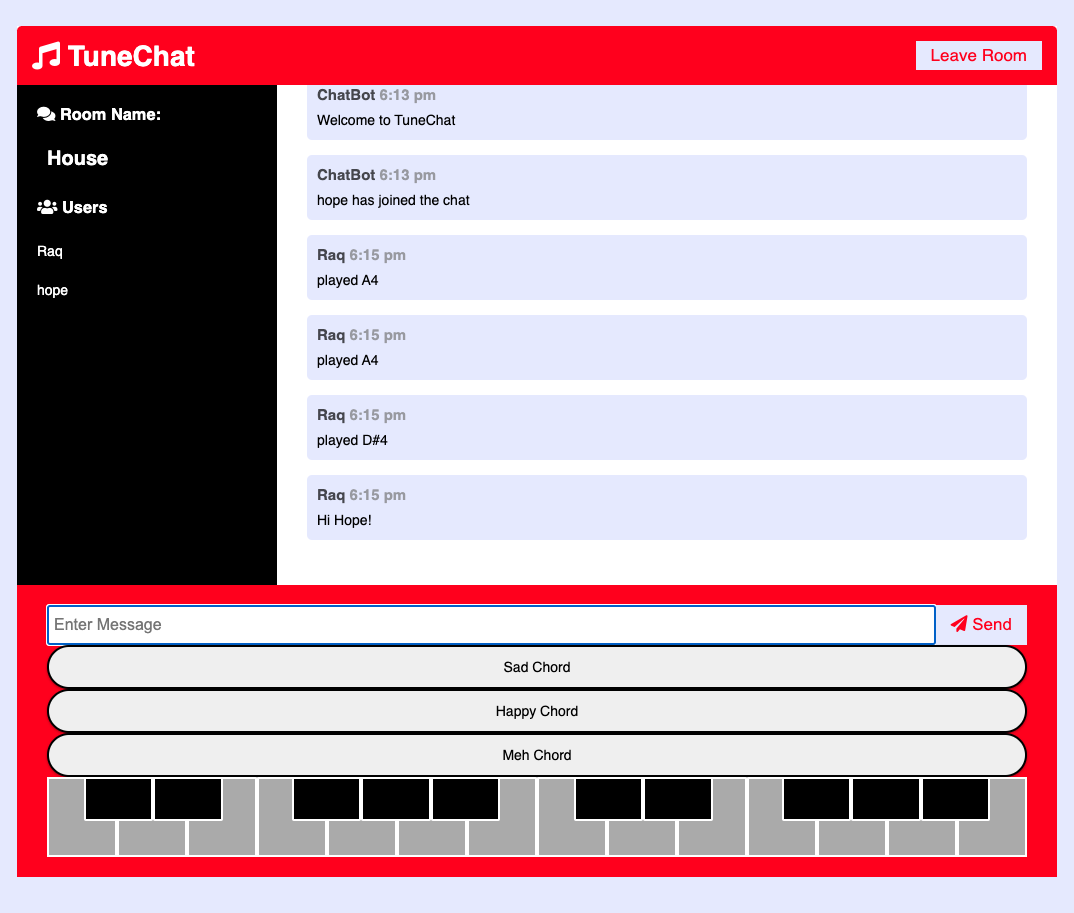 TuneChat
Leave Room
Room Name:
House
Users
Raq
hope
ChatBot 6:13 pm
Welcome to TuneChat
ChatBot 6:13 pm
hope has joined the chat
Raq 6:15 pm
played A4
Raq 6:15 pm
played A4
Raq 6:15 pm
played D#4
Raq 6:15 pm
Hi Hope!
Enter Message
Send
Sad Chord
Happy Chord
Meh Chord